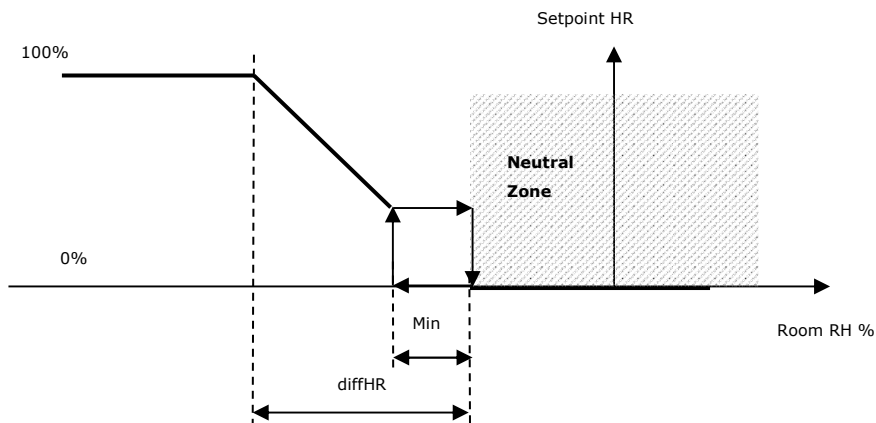 Setpoint HR
100%
Neutral
Zone
0%
Min
Room RH %
diffHR